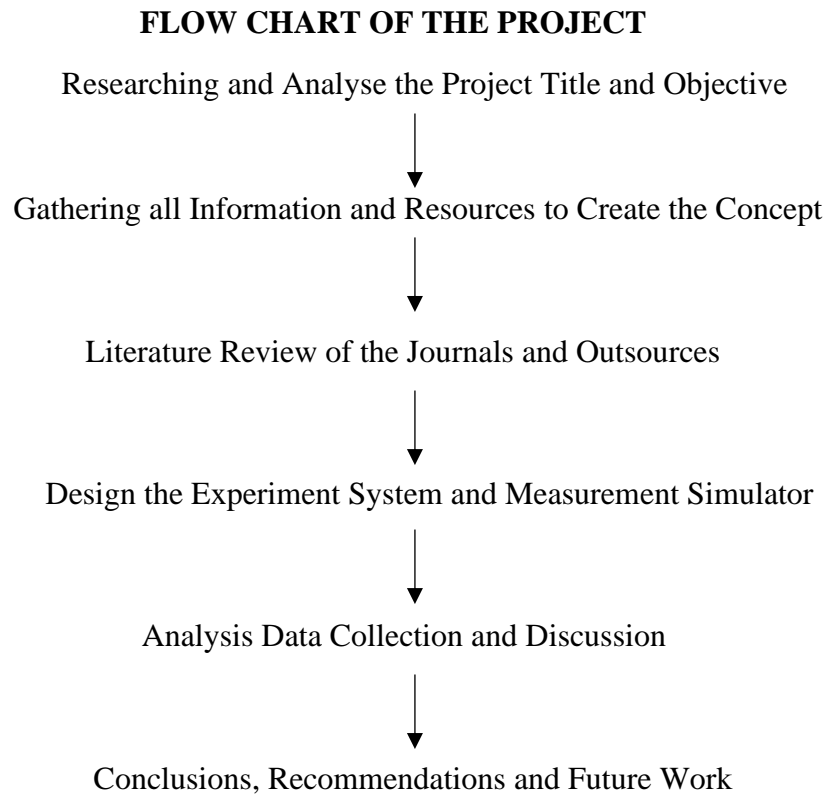 FLOW CHART OF THE PROJECT
Researching and Analyse the Project Title and Objective
Gathering all Information and Resources to Create the Concept
Literature Review of the Journals and Outsources
Design the Experiment System and Measurement Simulator
Analysis Data Collection and Discussion
Conclusions, Recommendations and Future Work